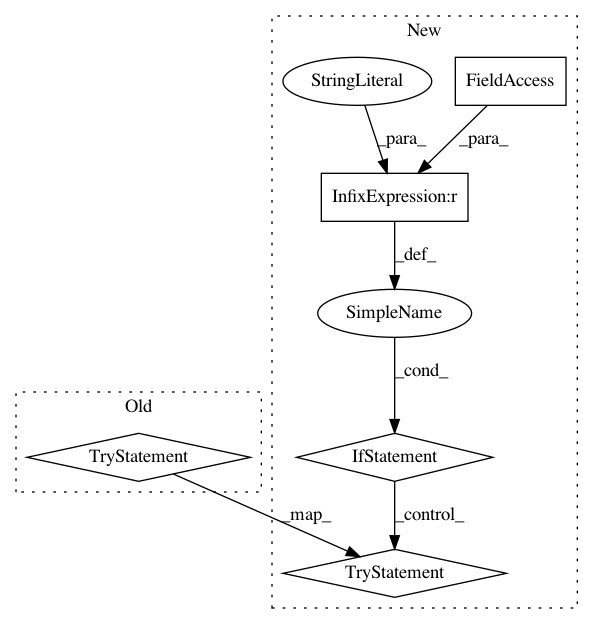 New
StringLiteral
FieldAccess
_para_
_para_
InfixExpression:r
_def_
SimpleName
_cond_
Old
TryStatement
IfStatement
_map_
_control_
TryStatement